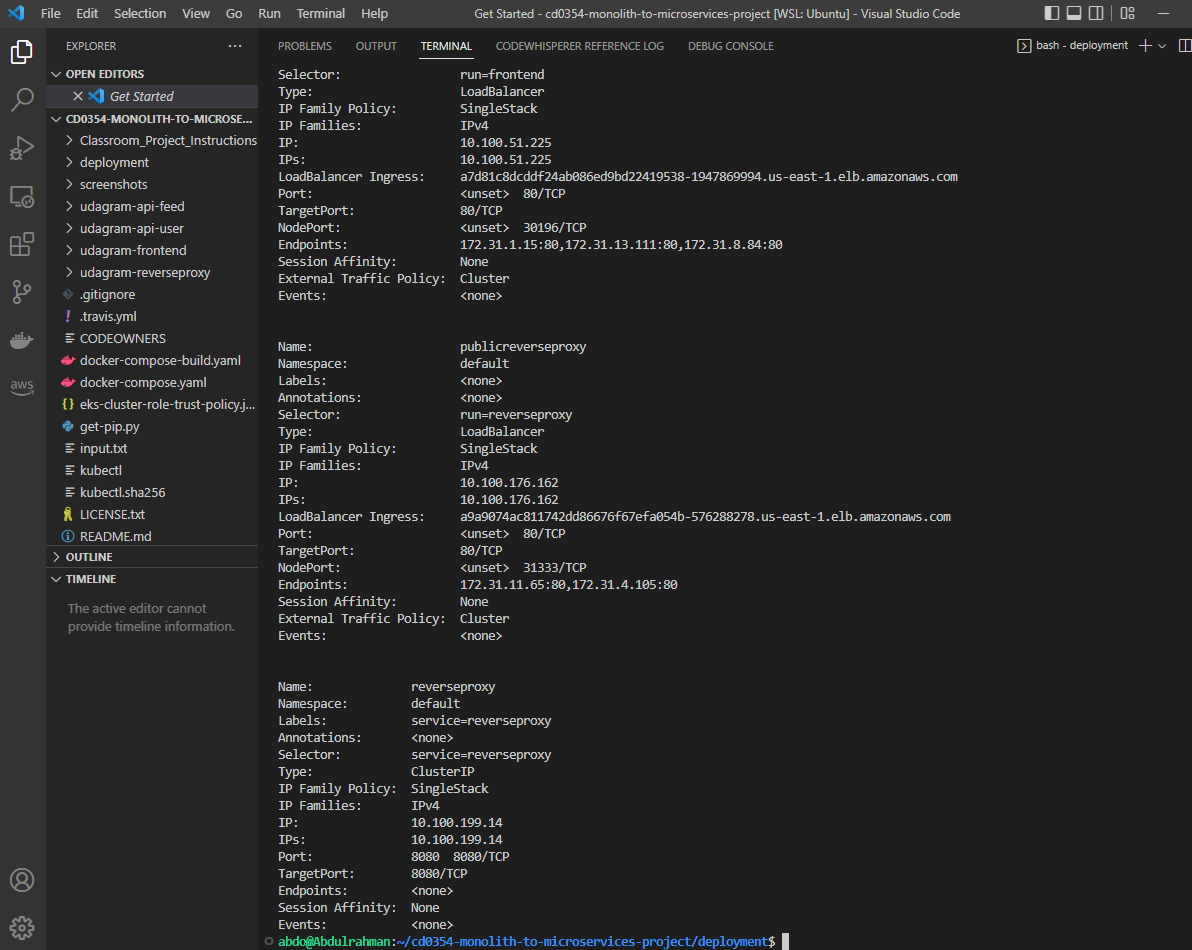 File Edit Selection View Go Run Terminal Help Get Started - cd0354-monolith-to-microservices-project [WSL: Ubuntu] - Visual Studio Code
EXPLORER ...
OPEN EDITORS
Get Started
CD0354-MONOLITH-TO-MICROSE...
Classroom_Project_Instructions
deployment
screenshots
udagram-api-feed
udagram-api-user
udagram-frontend
udagram-reverseproxy
.gitignore
.travis.yml
CODEOWNERS
docker-compose-build.yaml
docker-compose.yaml
eks-cluster-role-trust-policy.j...
get-pip.py
input.txt
kubectl
kubectl.sha256
LICENSE.txt
README.md
OUTLINE
TIMELINE
The active editor cannot
provide timeline information.
aws
PROBLEMS OUTPUT TERMINAL CODEWHISPERER REFERENCE LOG DEBUG CONSOLE bash - deployment
Selector: run=frontend
Type: LoadBalancer
IP Family Policy: SingleStack
IP Families: IPv4
IP: 10.100.51.225
IPs: 10.100.51.225
LoadBalancer Ingress: a7d81c8dcddf24ab086ed9bd22419538-1947869994.us-east-1.elb.amazonaws.com
Port: <unset> 80/TCP
TargetPort: 80/TCP
NodePort: <unset> 30196/TCP
Endpoints: 172.31.1.15:80,172.31.13.111:80,172.31.8.84:80
Session Affinity: None
External Traffic Policy: Cluster
Events: <none>
Name: publicreverseproxy
Namespace: default
Labels: <none>
Annotations: <none>
Selector: run=reverseproxy
Type: LoadBalancer
IP Family Policy: SingleStack
IP Families: IPv4
IP: 10.100.176.162
IPs: 10.100.176.162
LoadBalancer Ingress: a9a9074ac811742dd86676f67efa054b-576288278.us-east-1.elb.amazonaws.com
Port: <unset> 80/TCP
TargetPort: 80/TCP
NodePort: <unset> 31333/TCP
Endpoints: 172.31.11.65:80,172.31.4.105:80
Session Affinity: None
External Traffic Policy: Cluster
Events: <none>
Name: reverseproxy
Namespace: default
Labels: service=reverseproxy
Annotations: <none>
Selector: service=reverseproxy
Type: ClusterIP
IP Family Policy: SingleStack
IP Families: IPv4
IP: 10.100.199.14
IPs: 10.100.199.14
Port: 8080 8080/TCP
TargetPort: 8080/TCP
Endpoints: <none>
Session Affinity: None
Events: <none>
abdo@Abdulrahman:~/cd0354-monolith-to-microservices-project/deployment$